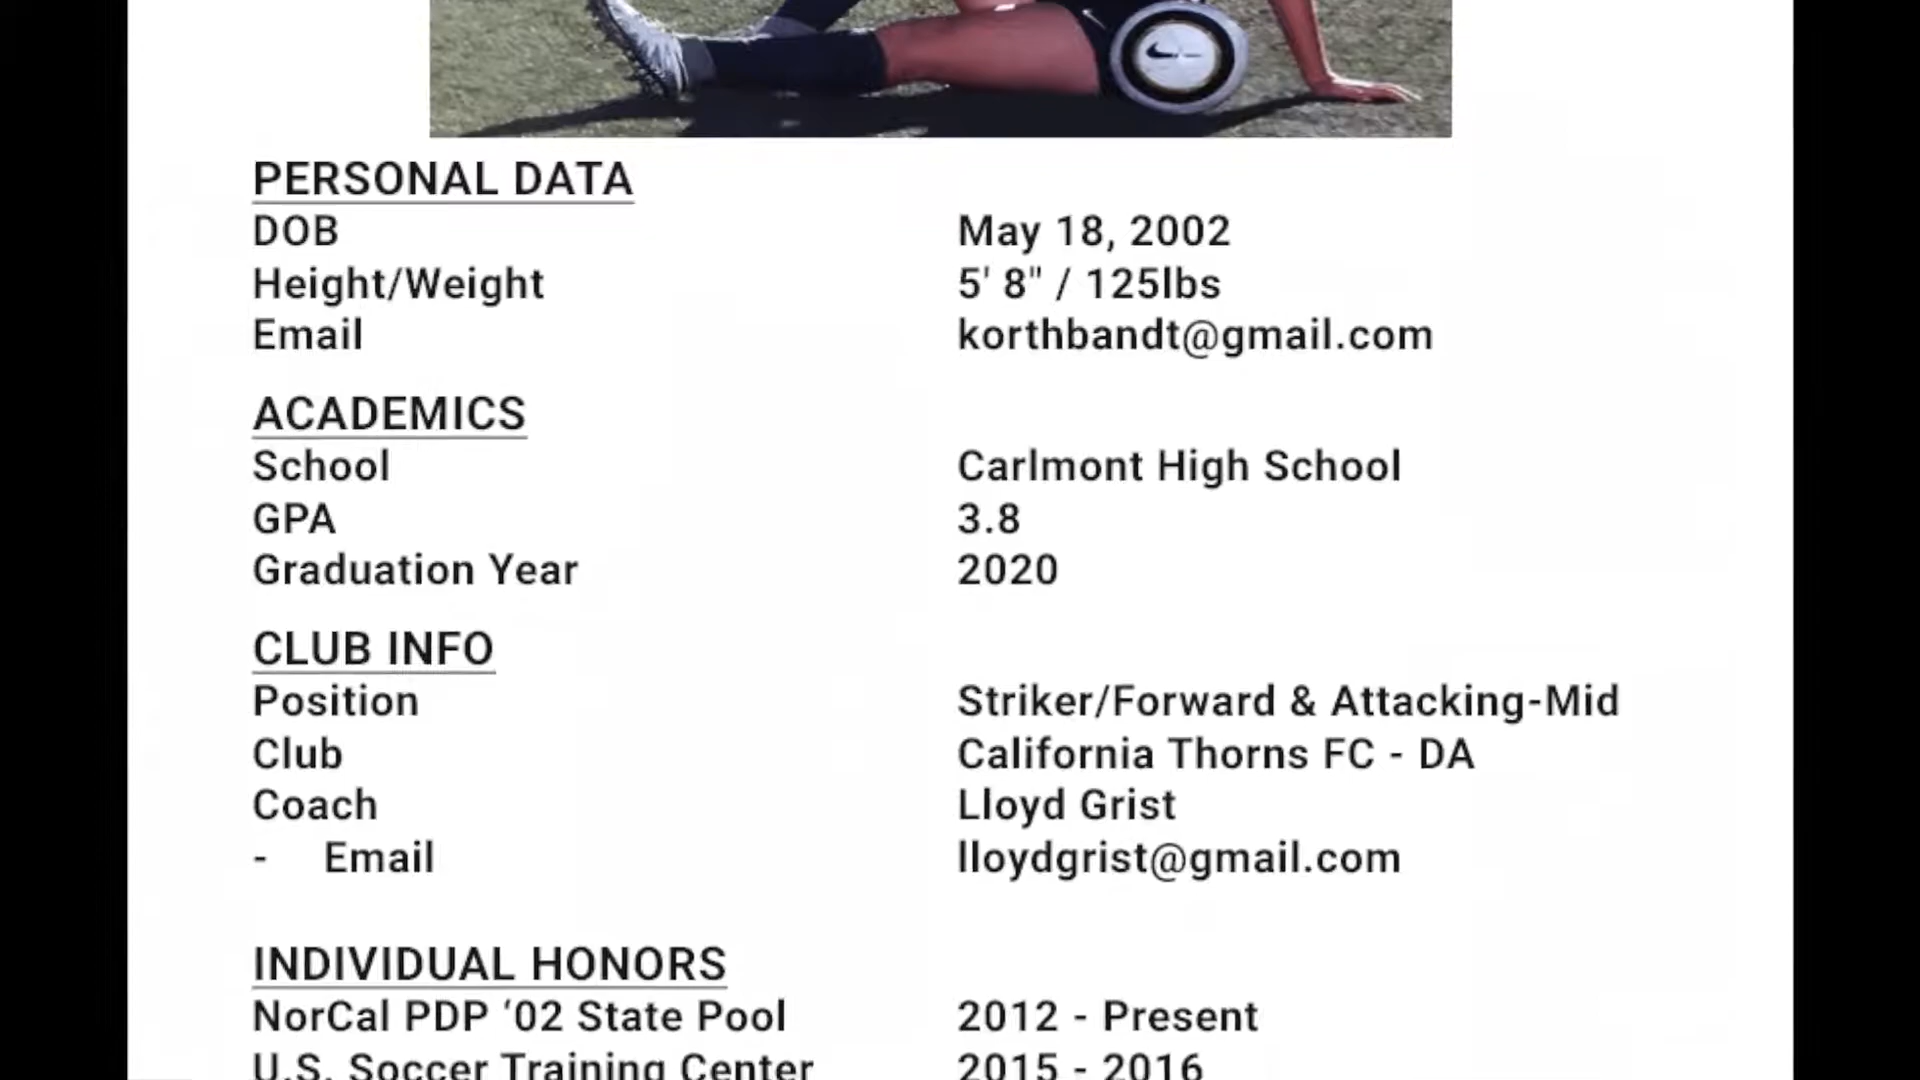 PERSONAL DATA
DOB May 18, 2002
Height/Weight 5' 8" / 125lbs
Email korthbandt@gmail.com
ACADEMICS
School Carlmont High School
GPA 3.8
Graduation Year 2020
CLUB INFO
Position Striker/Forward & Attacking-Mid
Club California Thorns FC - DA
Coach Lloyd Grist
- Email lloydgrist@gmail.com
INDIVIDUAL HONORS
NorCal PDP ‘02 State Pool 2012 - Present
U.S. Soccer Training Center 2015 - 2016